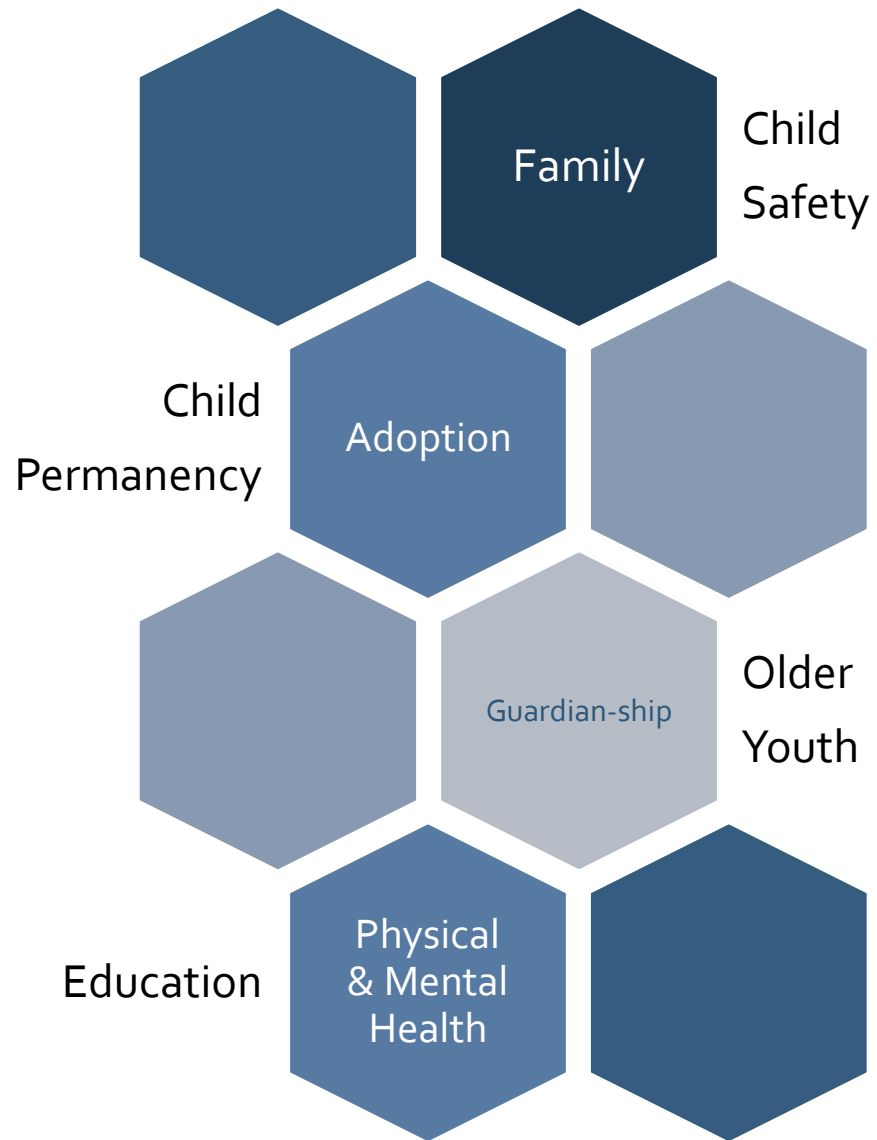 Family
Child
Safety
Child
Permanency
Adoption
Guardian-ship
Older
Youth
Education
Physical
& Mental
Health